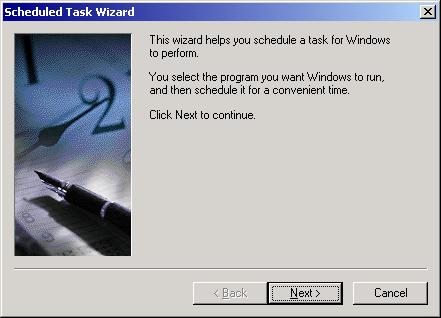 Scheduled Task Wizard
This wizard helps you schedule a task for Windows
to perform.
You select the program you want Windows to run,
and then schedule it for a convenient time.
Click Next to continue.
12
< Back
Next >
Cancel